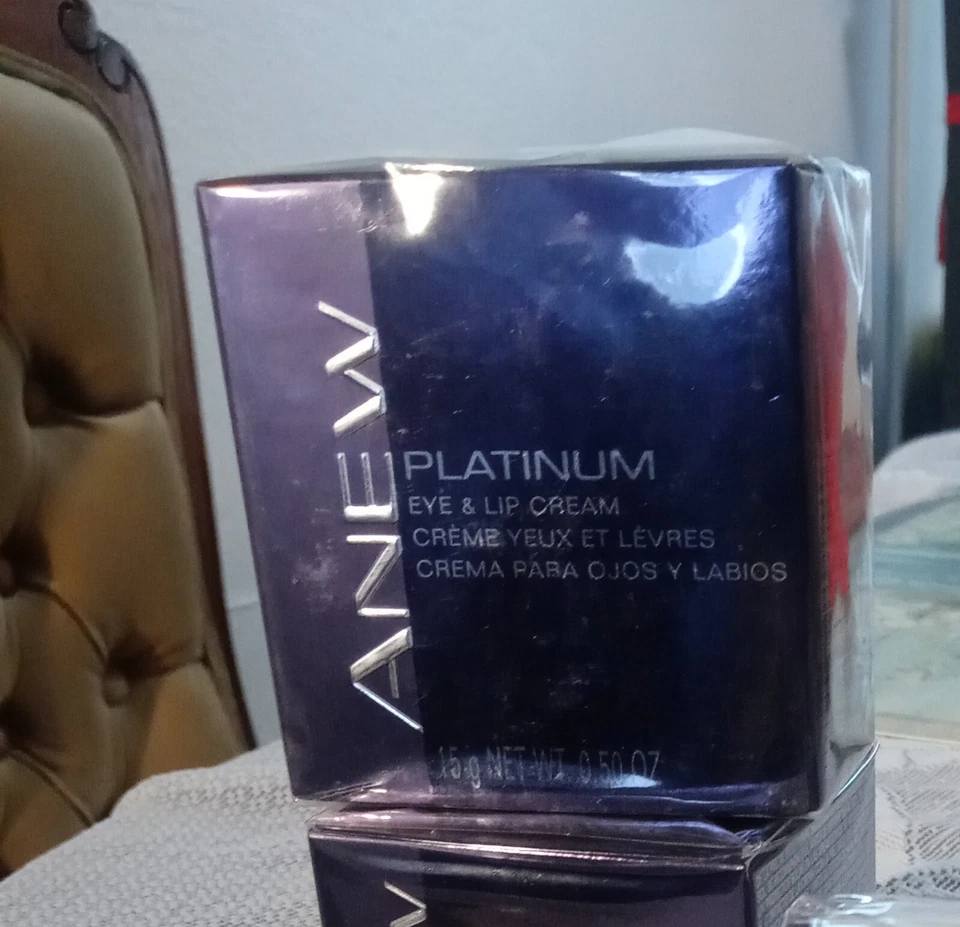 ANEW
PLATINUM
EYE & LIP CREAM
CRÈME YEUX ET LÈVRES
CREMA PARA OJOS Y LABIOS
15 g NET WT. 0.50 OZ